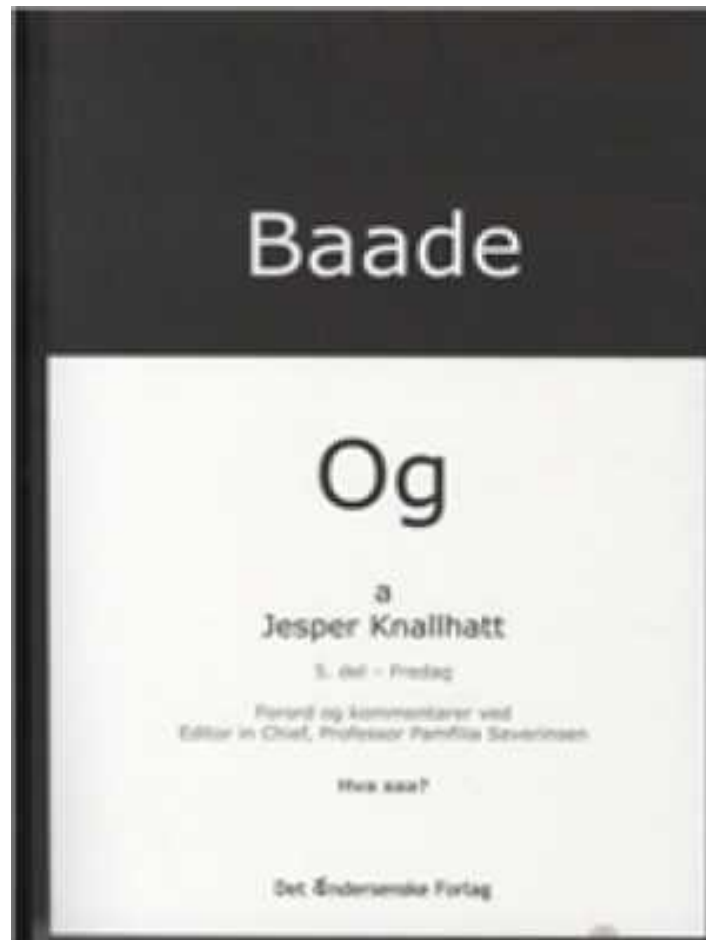 Baade
Og
a
Jesper Knallhatt
5. del - Fredag
Forord og kommentarer ved
Editor in Chief, Professor Pamfilia Severinsen
Hva saa?
Det Ændersenske Forlag